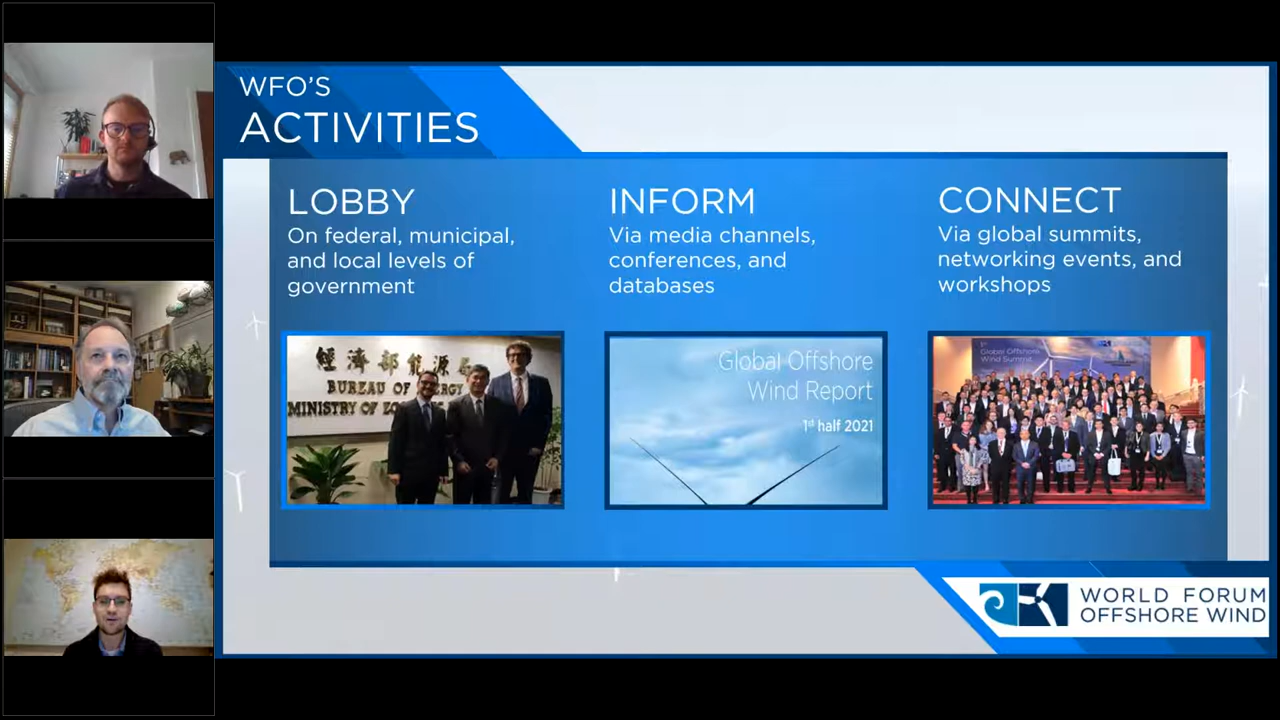 WFO'S
ACTIVITIES
LOBBY
On federal, municipal,
and local levels of
government
INFORM
Via media channels,
conferences, and
databases
CONNECT
Via global summits,
networking events, and
workshops
經濟部能源局
BUREAU OF ENERGY
MINISTRY OF
Global Offshore
Wind Report
1st half 2021
1st
Global Offshore
Wind Summit
WORLD FORUM
OFFSHORE WIND